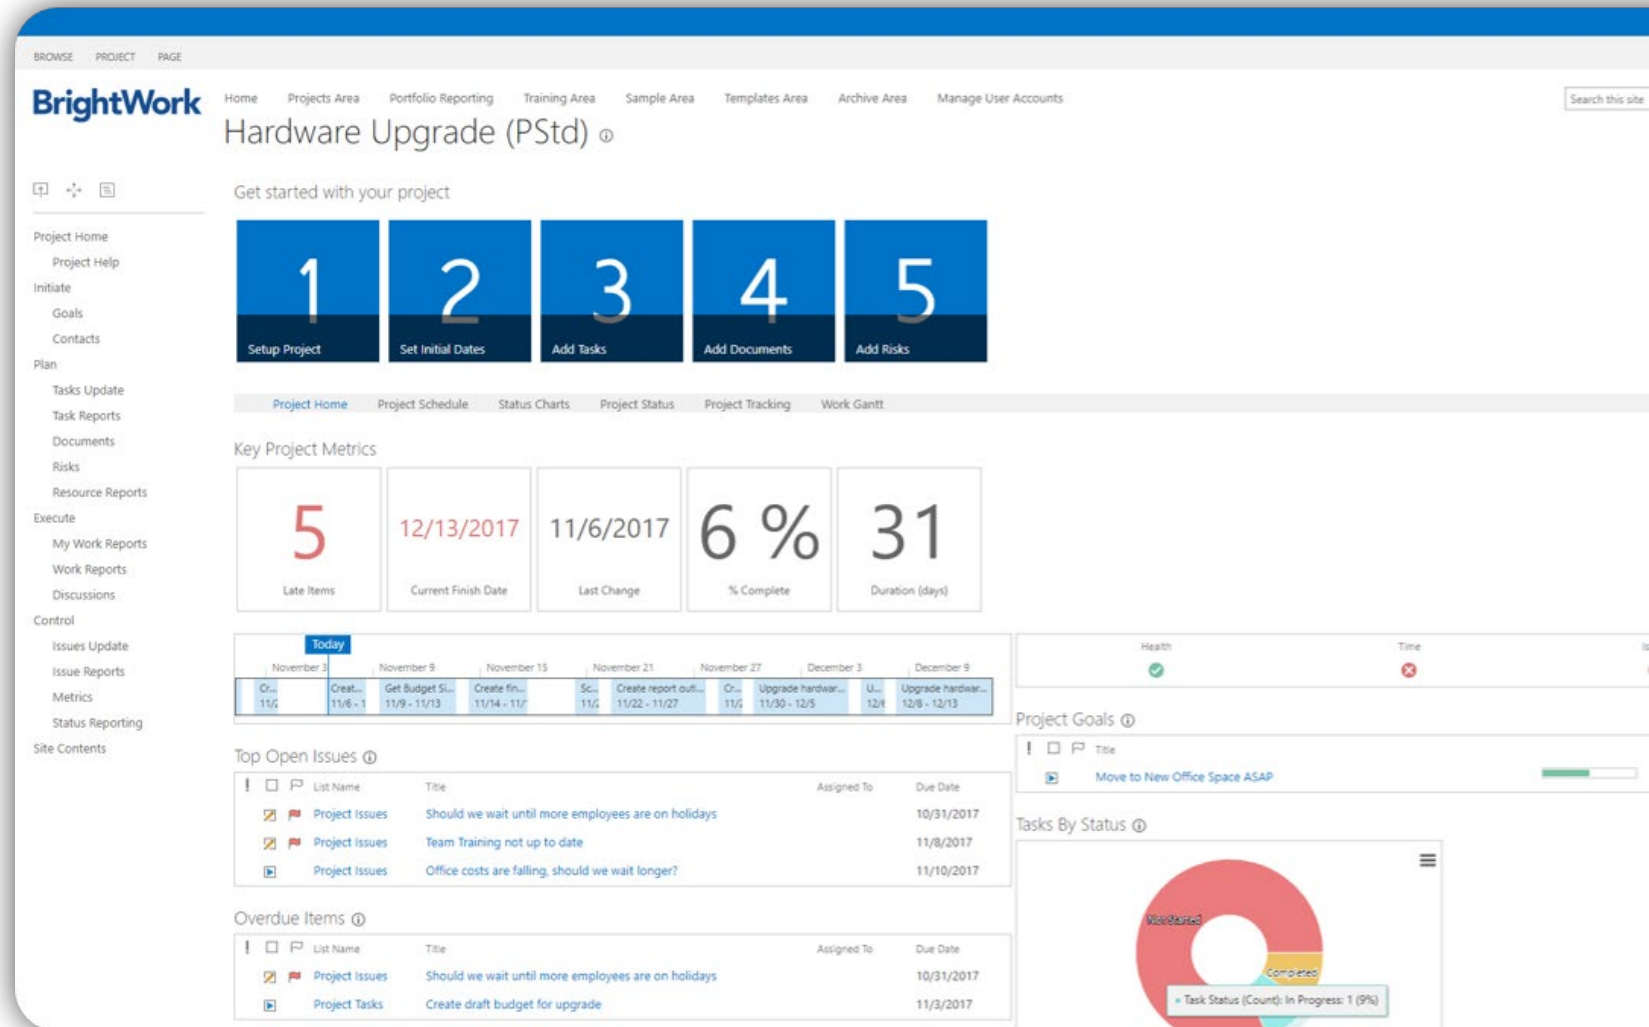 BROWSE PROJECT PAGE
BrightWork
Home Projects Area Portfolio Reporting Training Area Sample Area Templates Area Archive Area Manage User Accounts
Search this site
Hardware Upgrade (PStd)
Project Home
Project Help
Initiate
Goals
Contacts
Plan
Tasks Update
Task Reports
Documents
Risks
Resource Reports
Execute
My Work Reports
Work Reports
Discussions
Control
Issues Update
Issue Reports
Metrics
Status Reporting
Site Contents
Get started with your project
1 2 3 4 5
Setup Project Set Initial Dates Add Tasks Add Documents Add Risks
Project Home Project Schedule Status Charts Project Status Project Tracking Work Gantt
Key Project Metrics
5 12/13/2017 11/6/2017 6 % 31
Late Items Current Finish Date Last Change % Complete Duration (days)
Today
November 3 November 9 November 15 November 21 November 27 December 3 December 9
Cr... Creat... Get Budget Si... Create fin... Sc... Create report outl... Cr... Upgrade hardwar... U... Upgrade hardwar...
11/6 - 1 11/9 - 11/13 11/14 - 11/ 11/22 - 11/27 11/30 - 12/5 12/8 - 12/13
Health Time
Top Open Issues
List Name Title Assigned To Due Date
Project Issues Should we wait until more employees are on holidays 10/31/2017
Project Issues Team Training not up to date 11/8/2017
Project Issues Office costs are falling, should we wait longer? 11/10/2017
Overdue Items
List Name Title Assigned To Due Date
Project Issues Should we wait until more employees are on holidays 10/31/2017
Project Tasks Create draft budget for upgrade 11/3/2017
Project Goals
Title
Move to New Office Space ASAP
Tasks By Status
Not Started
Completed
Task Status (Count): In Progress: 1 (9%)